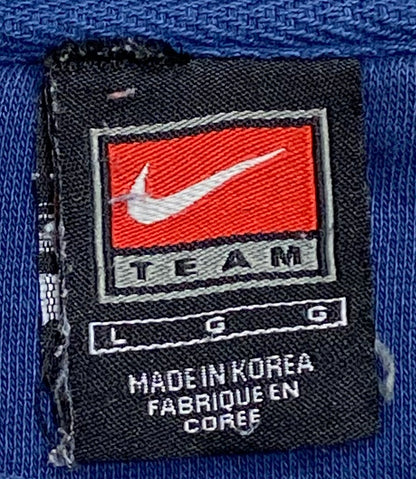 TEAM
L G G
MADE IN KOREA
FABRIQUE EN
COREE